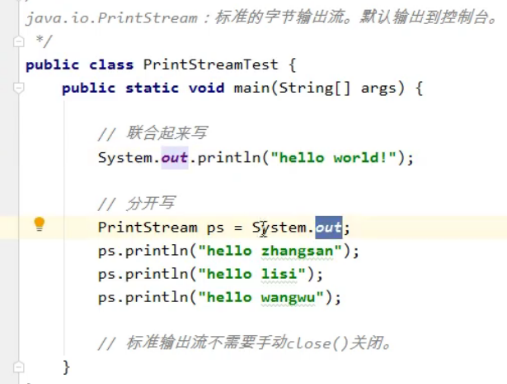 java.io.PrintStream：标准的字节输出流。默认输出到控制台。
*/
public class PrintStreamTest {
public static void main(String[] args) {
// 联合起来写
System.out.println("hello world!");
// 分开写
PrintStream ps = System.out;
ps.println("hello zhangsan");
ps.println("hello lisi");
ps.println("hello wangwu");
// 标准输出流不需要手动close()关闭。
}